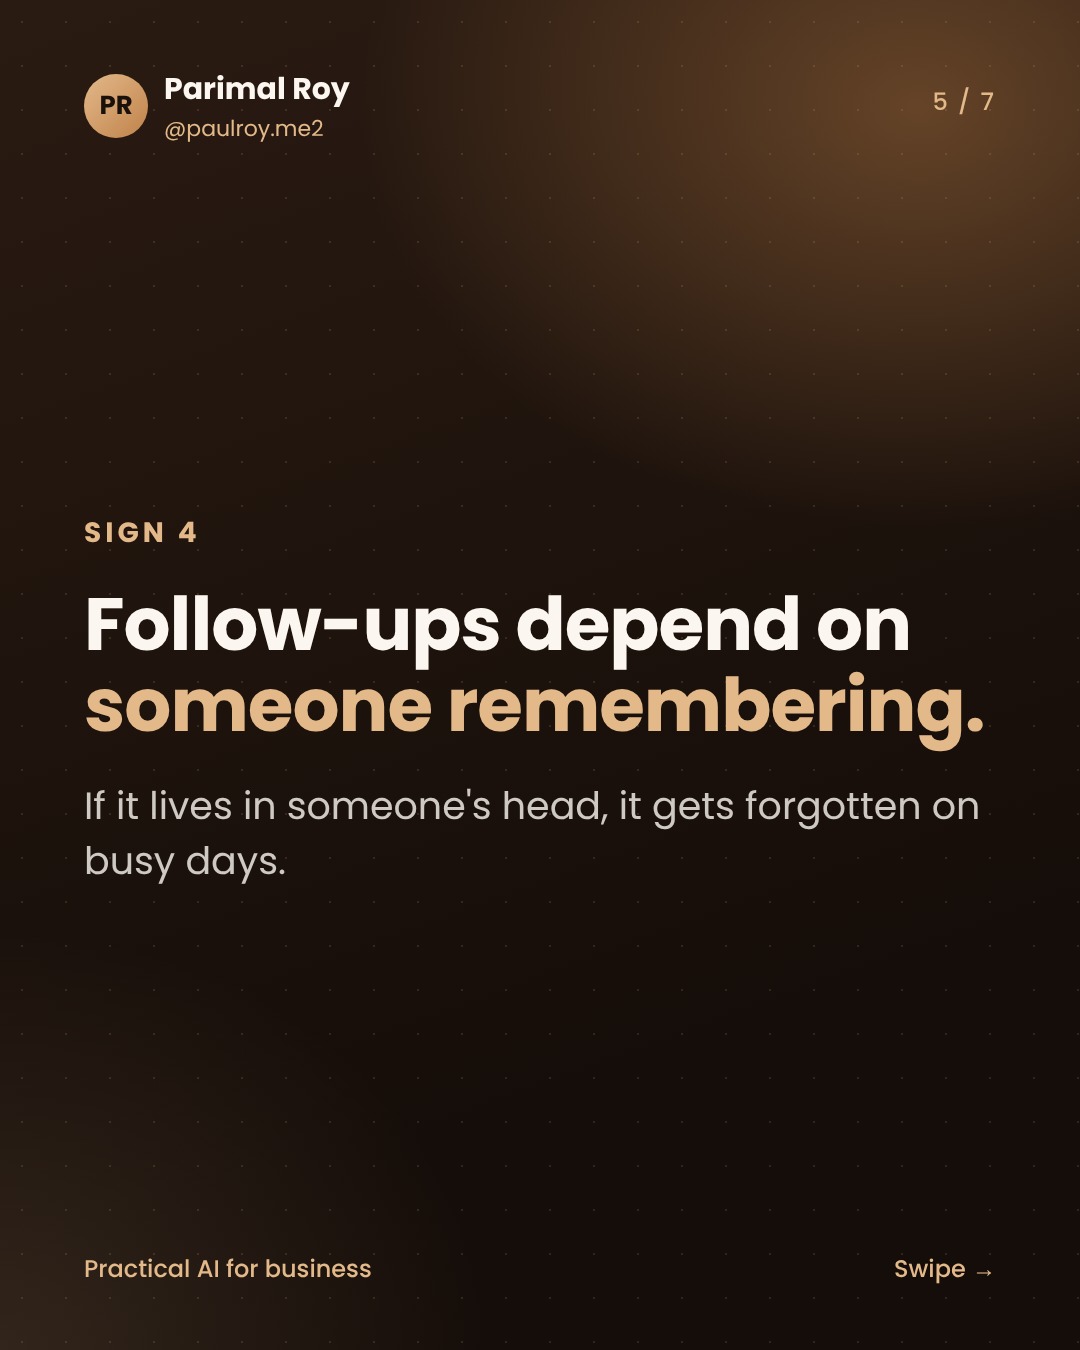 PR
Parimal Roy
@paulroy.me2
5 / 7
SIGN 4
Follow-ups depend on
someone remembering.
If it lives in someone's head, it gets forgotten on
busy days.
Practical AI for business
Swipe →